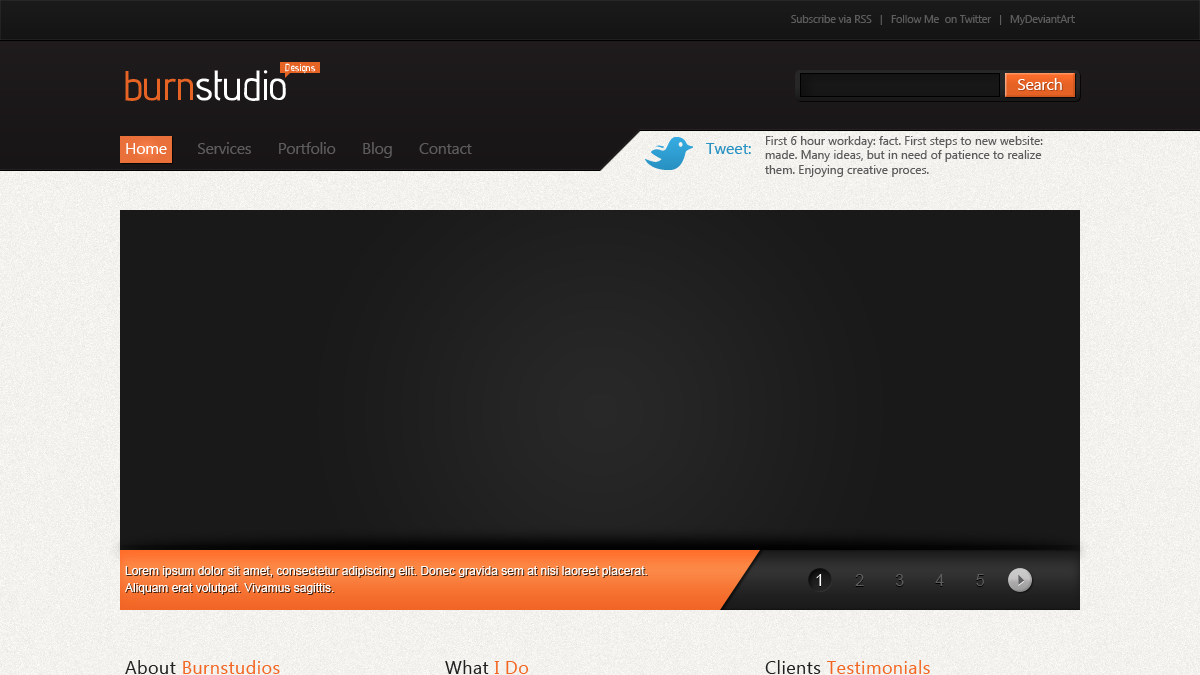 Subscribe via RSS | Follow Me on Twitter | MyDeviantArt
burnstudio Designs
Search
Home Services Portfolio Blog Contact
Tweet:
First 6 hour workday: fact. First steps to new website:
made. Many ideas, but in need of patience to realize
them. Enjoying creative proces.
Lorem ipsum dolor sit amet, consectetur adipiscing elit. Donec gravida sem at nisi laoreet placerat.
Aliquam erat volutpat. Vivamus sagittis.
1 2 3 4 5
About Burnstudios
What I Do
Clients Testimonials